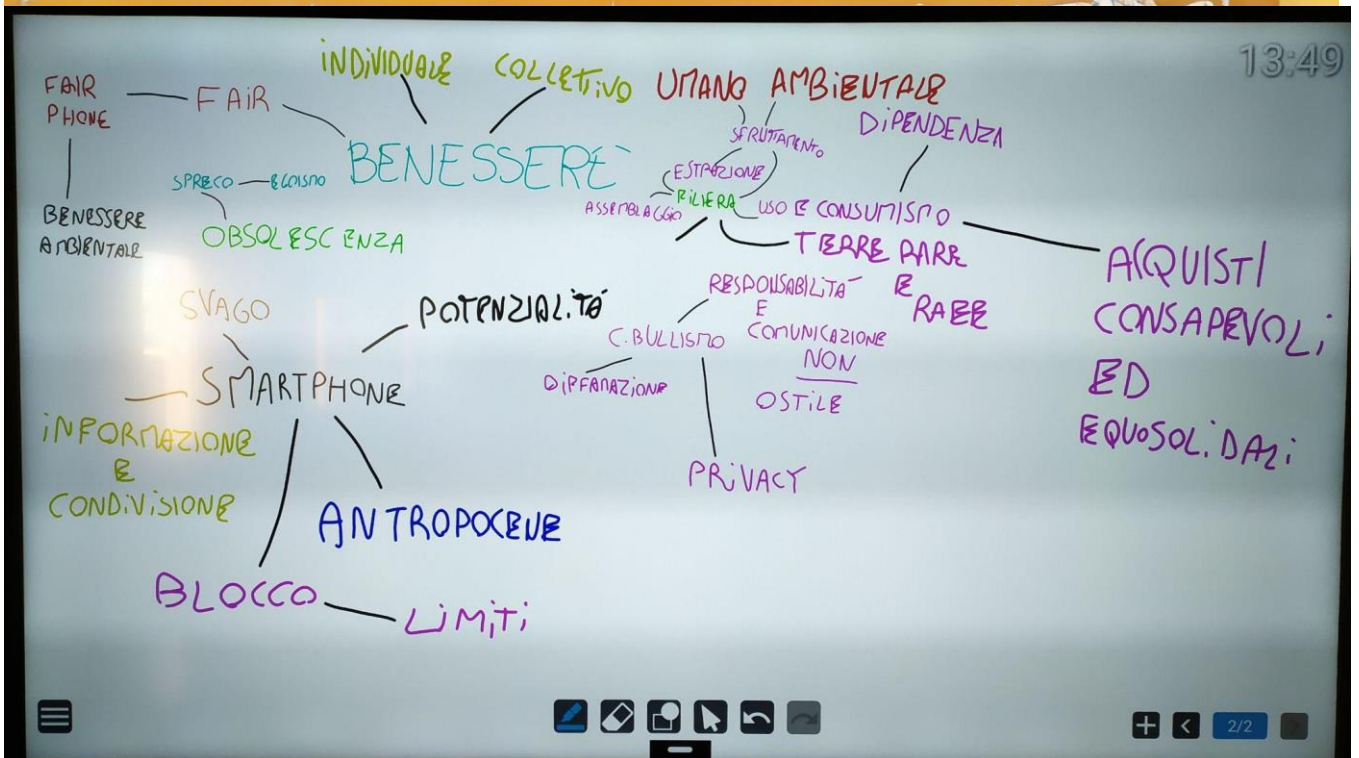 13:49
INDIVIDUALE
COLLETTIVO
UMANO AMBIENTALE
FAIR
PHONE
FAIR
BENESSERE
SFRUTTAMENTO
DIPENDENZA
ESTRAZIONE
SPRECO EGOISMO
ASSEMBLAGGIO
FILIERA
USO E CONSUMISMO
BENESSERE
AMBIENTALE
OBSOLESCENZA
TERRE RARE
E
RAEE
ACQUISTI
CONSAPEVOLI
ED
EQUOSOLIDALI
SVAGO
POTENZIALITÁ
RESPONSABILITA
E
COMUNICAZIONE
NON
OSTILE
C. BULLISMO
DIFFAMAZIONE
PRIVACY
SMARTPHONE
INFORMAZIONE
E
CONDIVISIONE
ANTROPOCENE
BLOCCO
LIMITI
2/2